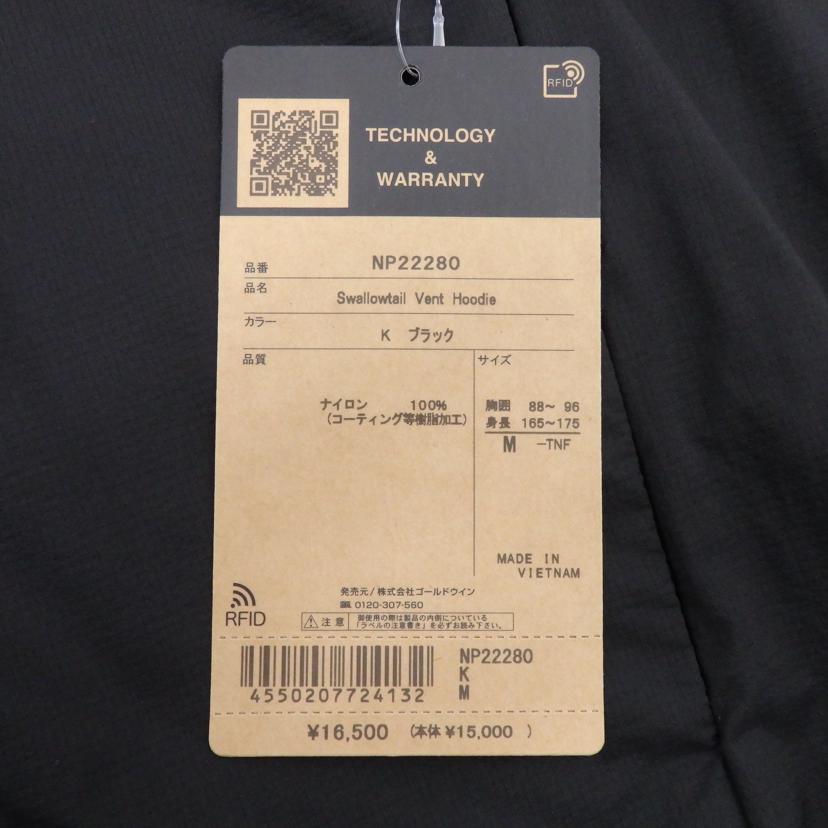 RFID
TECHNOLOGY
&
WARRANTY
品番 NP22280
品名 Swallowtail Vent Hoodie
カラー K ブラック
品質
ナイロン 100%
(コーティング等樹脂加工)
サイズ
胸囲 88~ 96
身長 165~175
M -TNF
MADE IN
VIETNAM
RFID
発売元/株式会社ゴールドウイン
0120-307-560
注意 御使用の際は製品の内側についている
「ラベルの注意書き」を必ずお読み下さい。
4550207724132
NP22280
K
M
¥16,500 (本体 ¥15,000 )